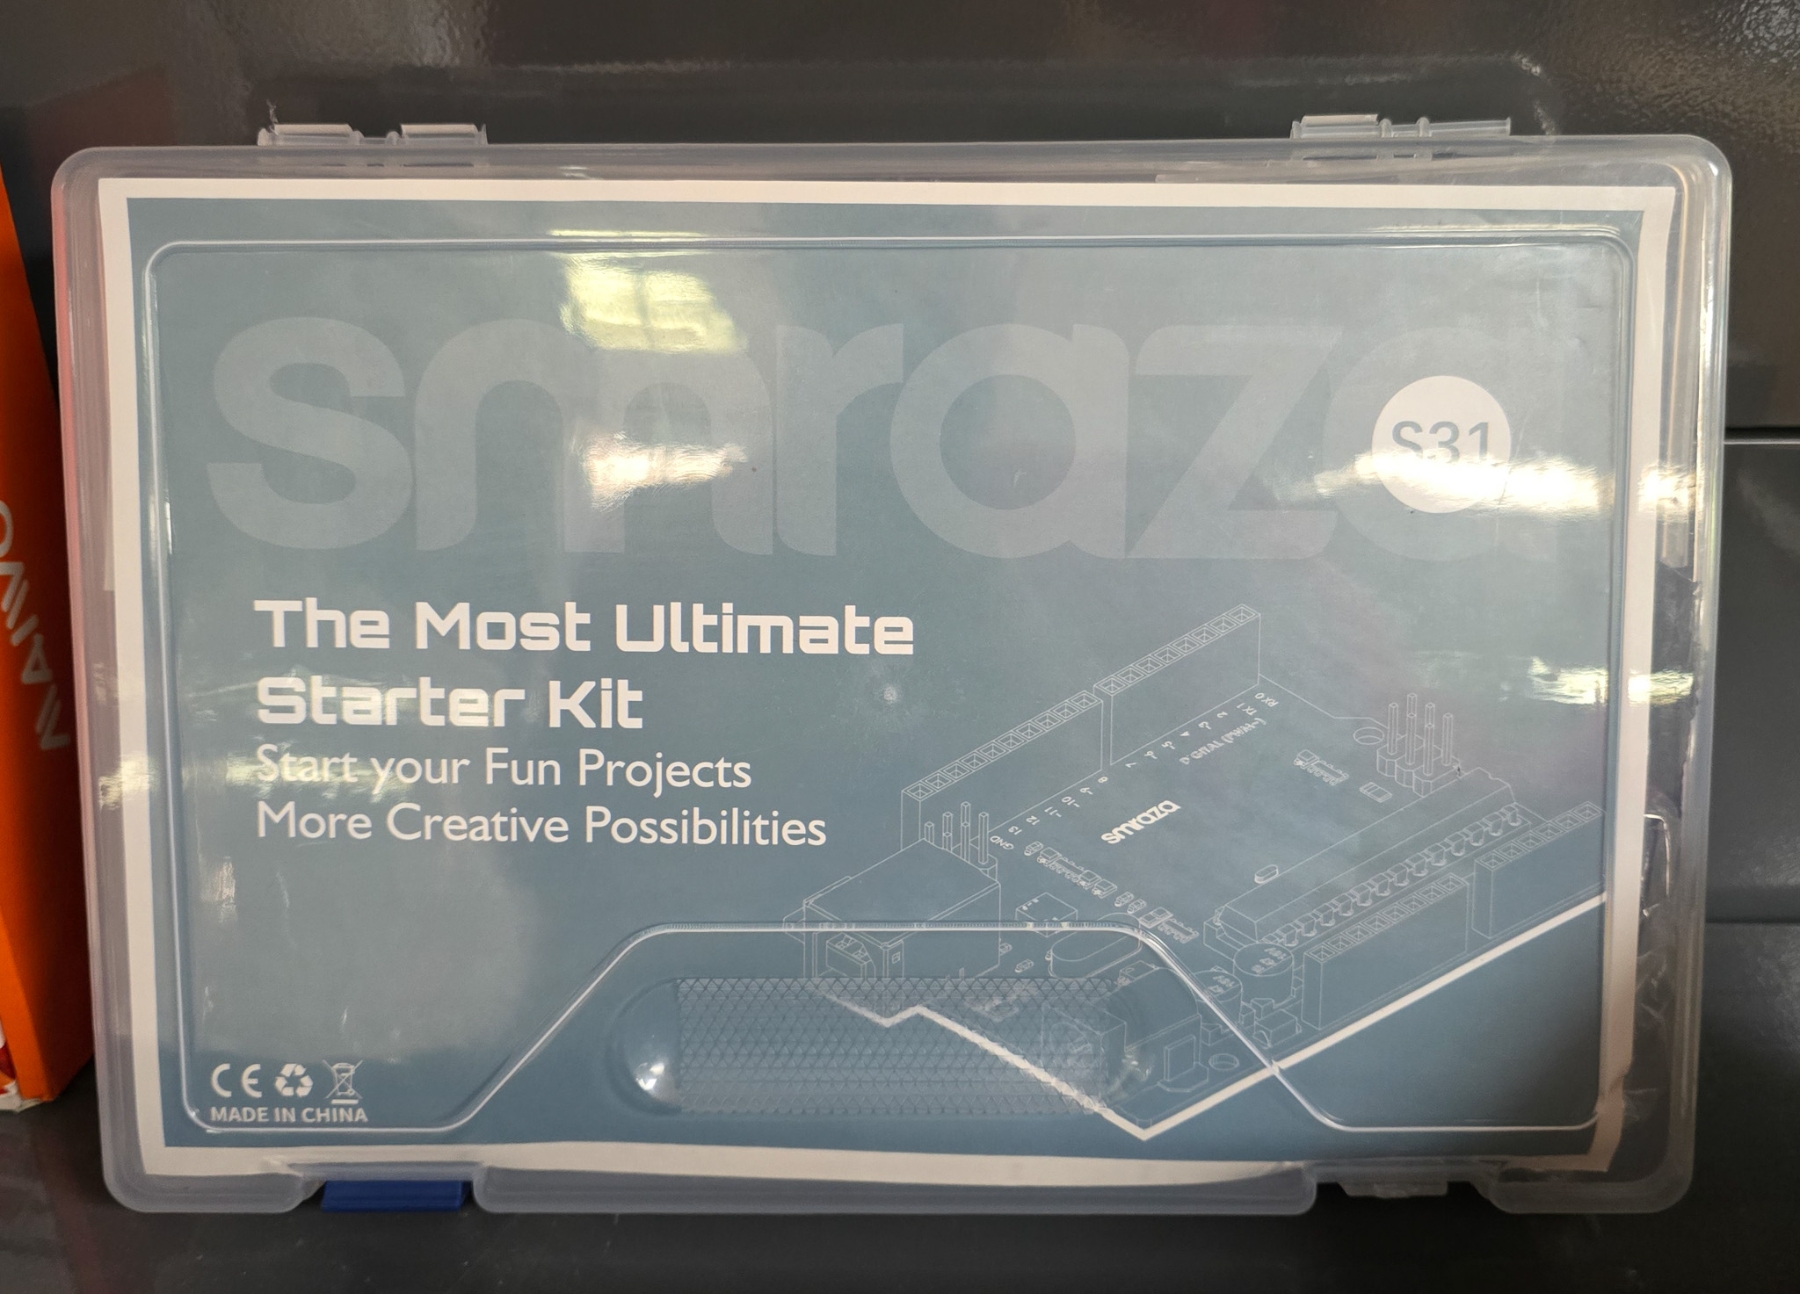 smraza
S31
The Most Ultimate
Starter Kit
Start your Fun Projects
More Creative Possibilities
smraza
CE
MADE IN CHINA